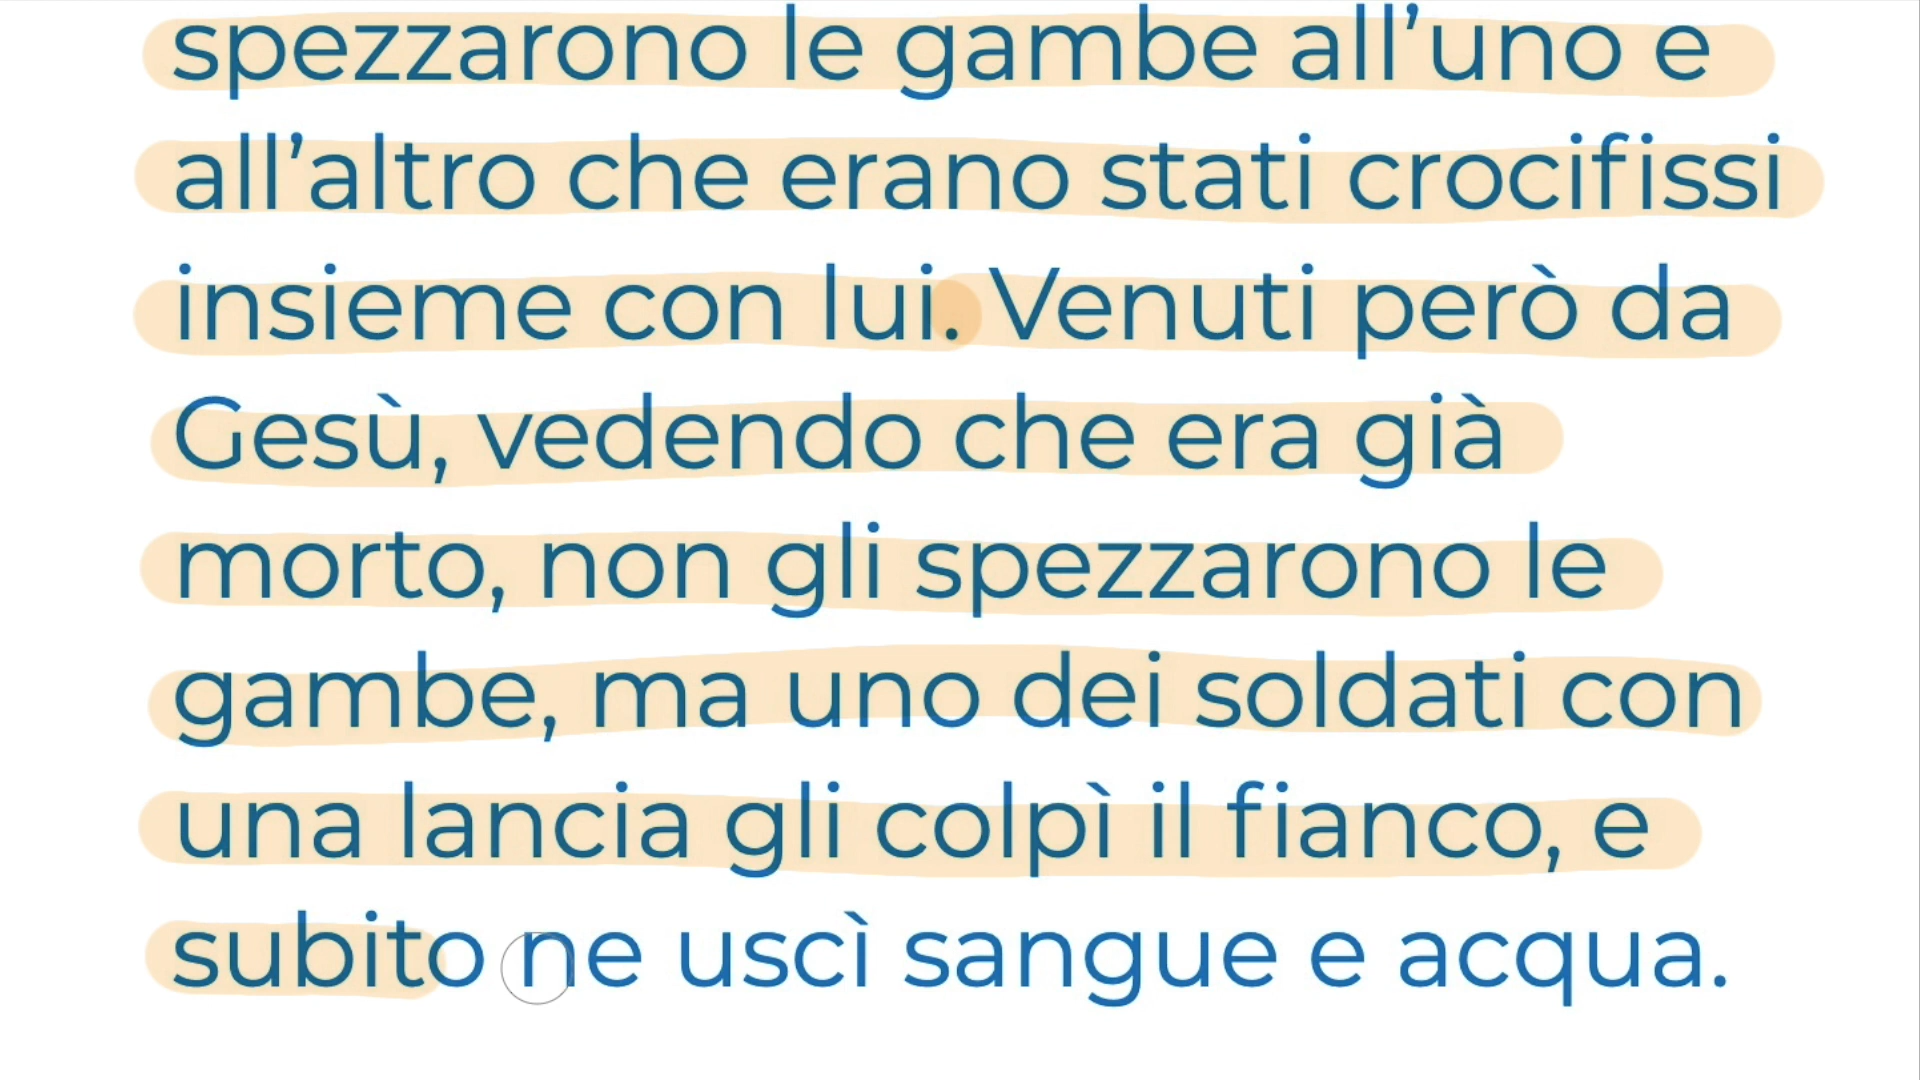 spezzarono le gambe all’uno e
all’altro che erano stati crocifissi
insieme con lui. Venuti però da
Gesù, vedendo che era già
morto, non gli spezzarono le
gambe, ma uno dei soldati con
una lancia gli colpì il fianco, e
subito ne uscì sangue e acqua.